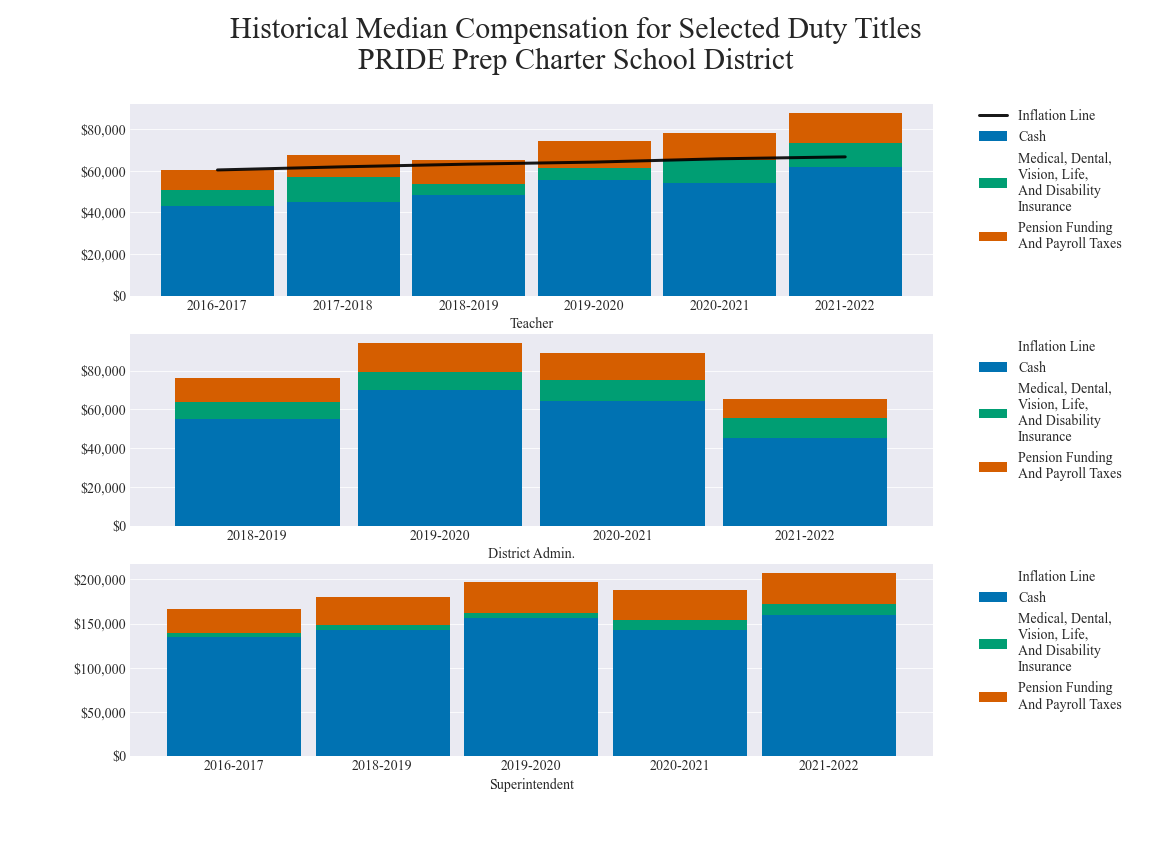 Historical Median Compensation for Selected Duty Titles
PRIDE Prep Charter School District
$80,000
$60,000
$40,000
$20,000
$0
2016-2017
2017-2018
2018-2019
2019-2020
2020-2021
2021-2022
Teacher
Inflation Line
Cash
Medical, Dental,
Vision, Life,
And Disability
Insurance
Pension Funding
And Payroll Taxes
$80,000
$60,000
$40,000
$20,000
$0
2018-2019
2019-2020
2020-2021
2021-2022
District Admin.
Inflation Line
Cash
Medical, Dental,
Vision, Life,
And Disability
Insurance
Pension Funding
And Payroll Taxes
$200,000
$150,000
$100,000
$50,000
$0
2016-2017
2018-2019
2019-2020
2020-2021
2021-2022
Superintendent
Inflation Line
Cash
Medical, Dental,
Vision, Life,
And Disability
Insurance
Pension Funding
And Payroll Taxes